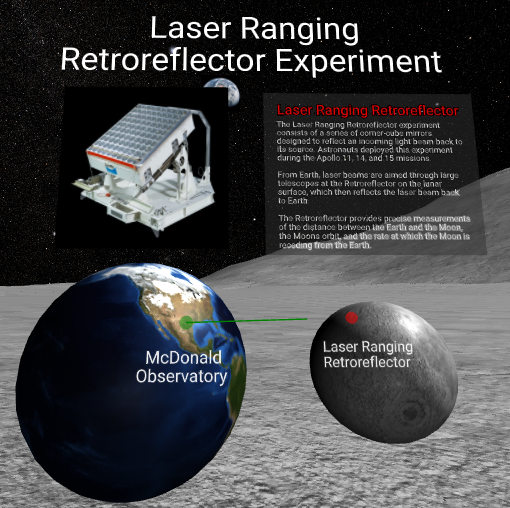 Laser Ranging
Retroreflector Experiment
Laser Ranging Retroreflector
The Laser Ranging Retroreflector experiment
consists of a series of corner-cube mirrors
designed to reflect an incoming light beam back to
its source. Astronauts deployed this experiment
during the Apollo 11, 14, and 15 missions.
From Earth, laser beams are aimed through large
telescopes at the Retroreflector on the lunar
surface, which then reflects the laser beam back
to Earth
The Retroreflector provides precise measurements
of the distance between the Earth and the Moon,
the Moons orbit, and the rate at which the Moon is
receding from the Earth.
McDonald
Observatory
Laser Ranging
Retroreflector